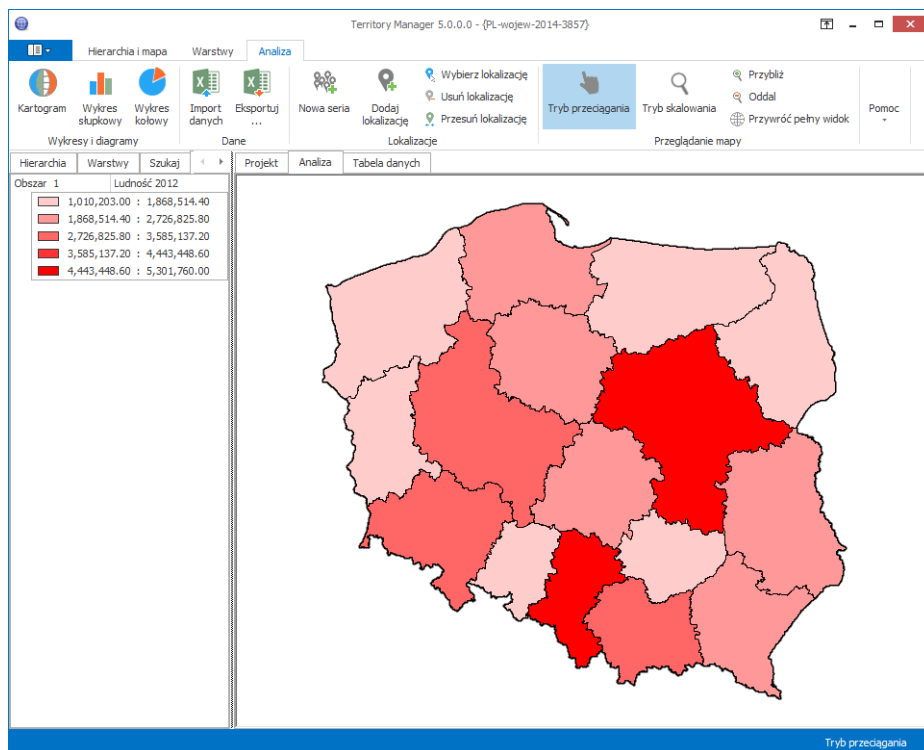 Territory Manager 5.0.0.0 - {PL-wojew-2014-3857}
Hierarchia i mapa Warstwy Analiza
Kartogram
Wykres słupkowy
Wykres kołowy
Wykresy i diagramy
Import danych
Eksportuj ...
Dane
Nowa seria
Dodaj lokalizację
Wybierz lokalizację
Usuń lokalizację
Przesuń lokalizację
Lokalizacje
Tryb przeciągania
Tryb skalowania
Przybliż
Oddal
Przywróć pełny widok
Przeglądanie mapy
Pomoc
Hierarchia Warstwy Szukaj
Projekt Analiza Tabela danych
Obszar 1 Ludność 2012
1,010,203.00 : 1,868,514.40
1,868,514.40 : 2,726,825.80
2,726,825.80 : 3,585,137.20
3,585,137.20 : 4,443,448.60
4,443,448.60 : 5,301,760.00
Tryb przeciągania